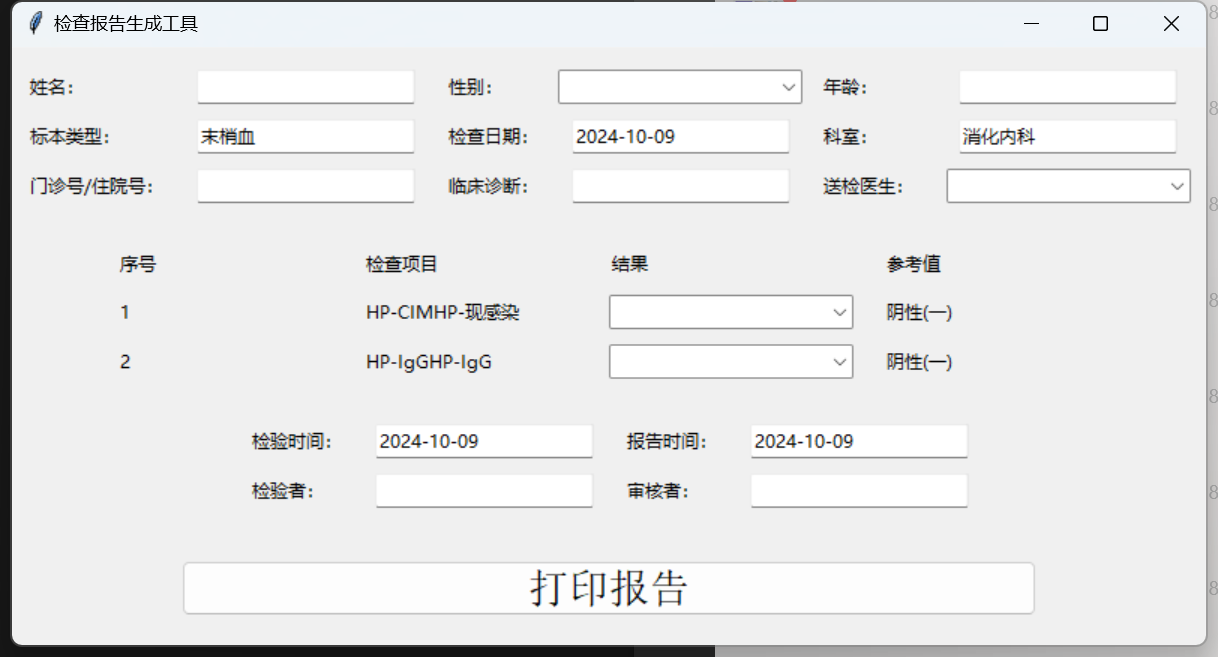 检查报告生成工具
姓名： 性别： 年龄：
标本类型： 末梢血 检查日期： 2024-10-09 科室： 消化内科
门诊号/住院号： 临床诊断： 送检医生：
序号 检查项目 结果 参考值
1 HP-CIMHP-现感染 阴性(一)
2 HP-IgGHP-IgG 阴性(一)
检验时间： 2024-10-09 报告时间： 2024-10-09
检验者： 审核者：
打印报告